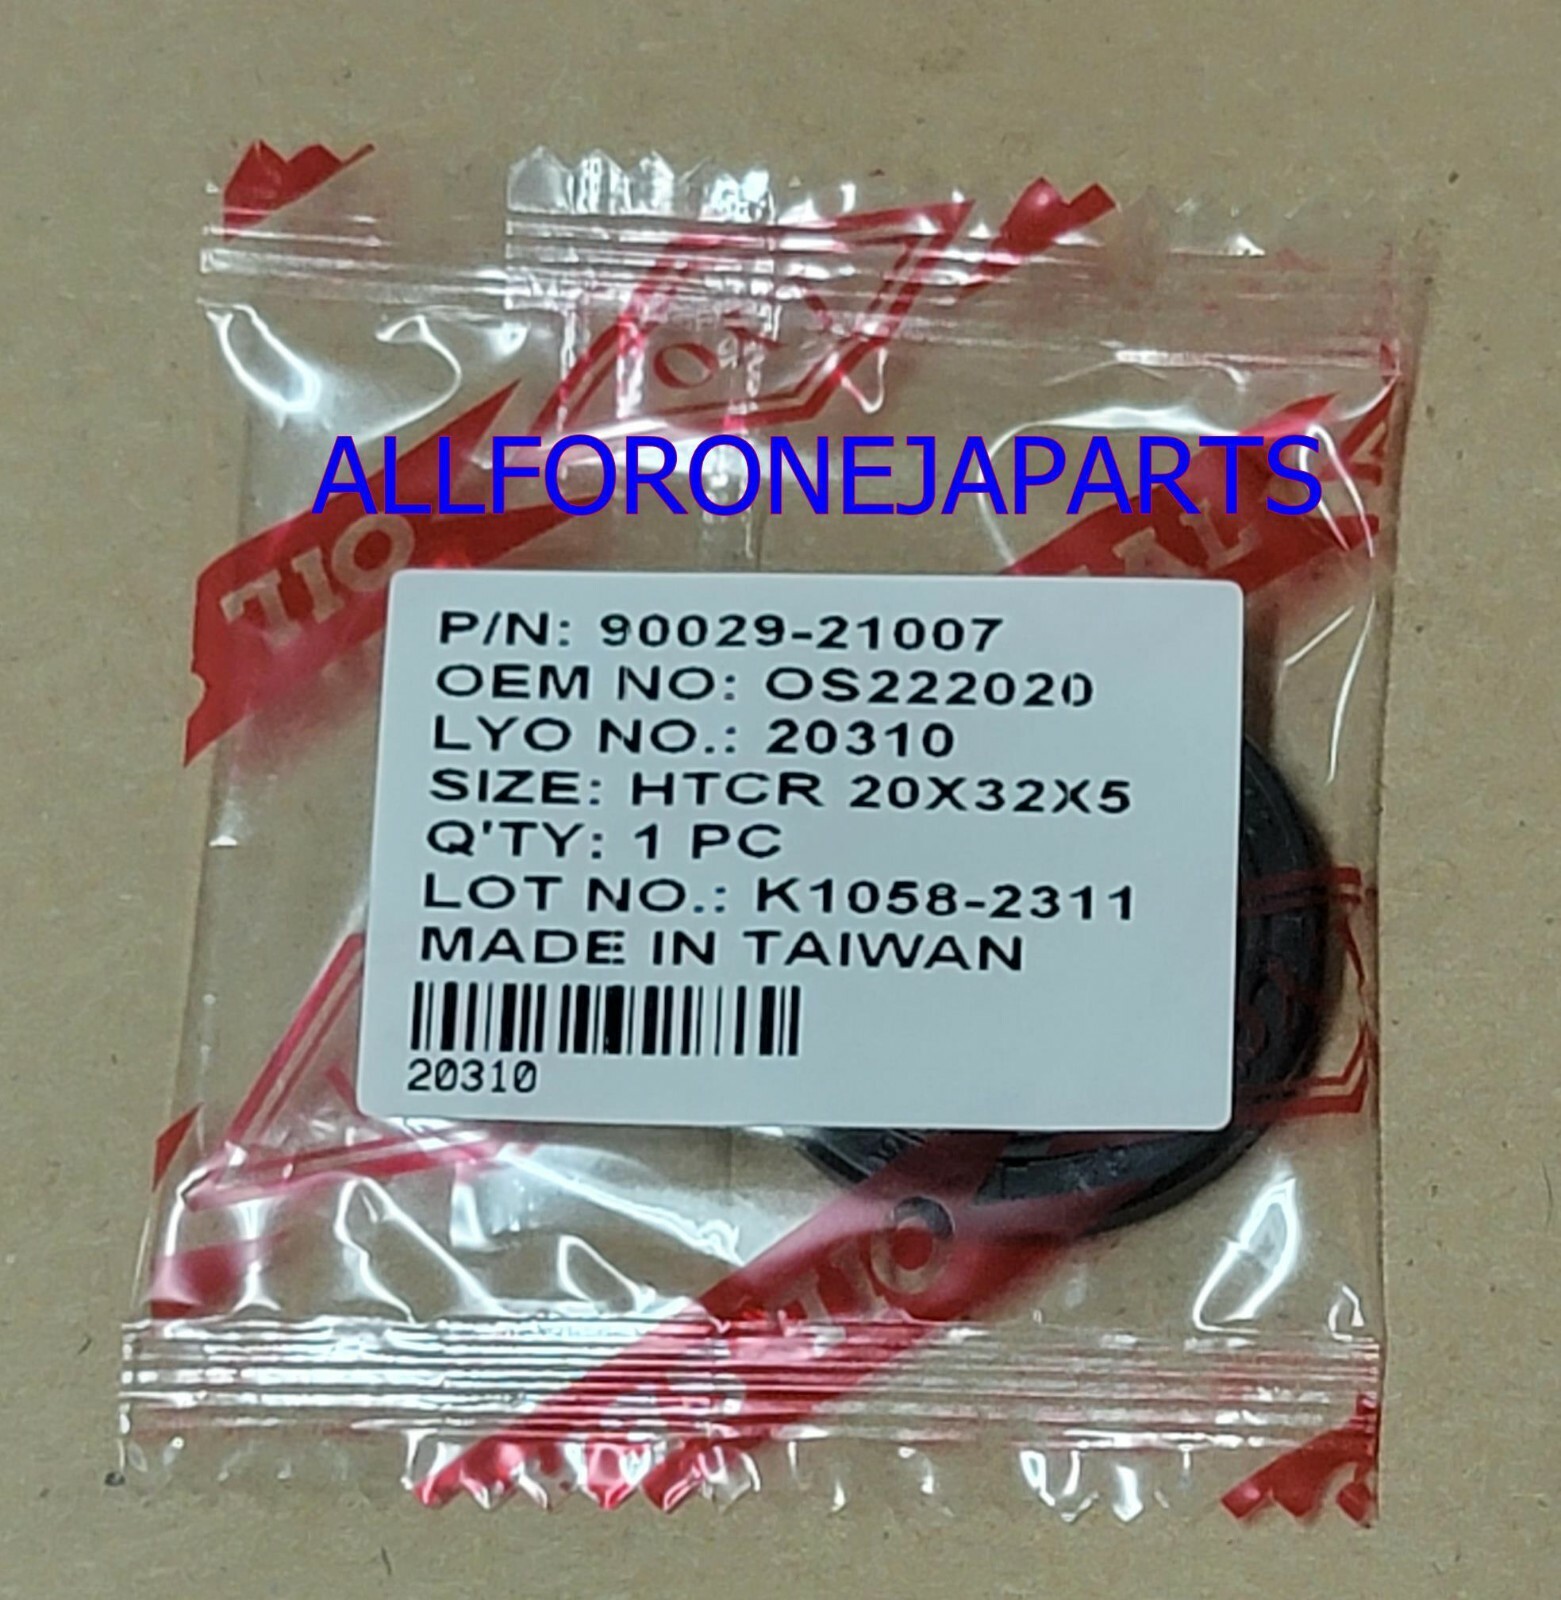 ALLFORONEJAPARTS
OIL
P/N: 90029-21007
OEM NO: OS222020
LYO NO.: 20310
SIZE: HTCR 20X32X5
Q'TY: 1 PC
LOT NO.: K1058-2311
MADE IN TAIWAN
20310
OIL